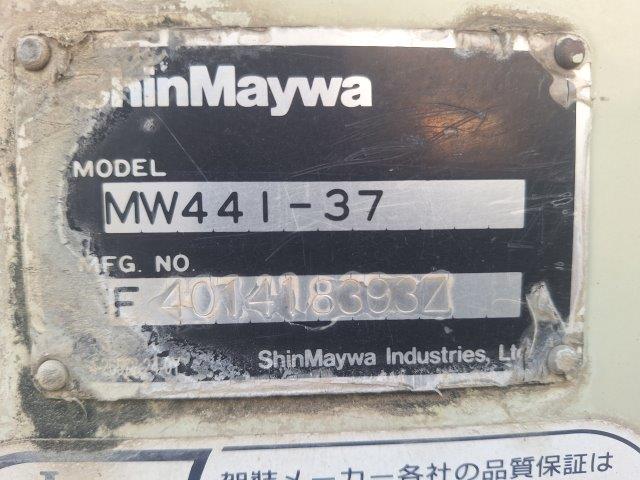 ShinMaywa
MODEL
MW441-37
MFG. NO.
F
ShinMaywa Industries, Ltd
架装メーカー各社の品質保証は